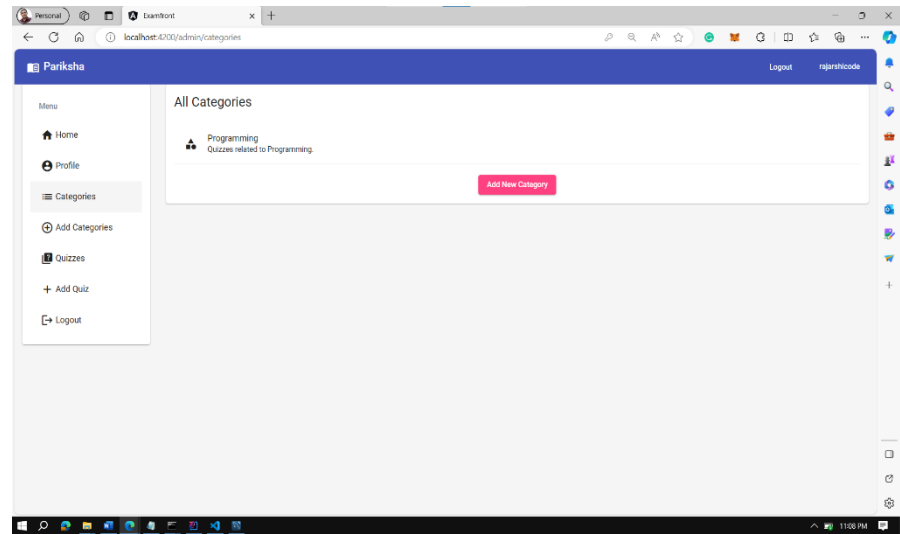 Personal
Examfront
localhost:4200/admin/categories
Pariksha
Logout
rajarshicode
Menu
Home
Profile
Categories
Add Categories
Quizzes
Add Quiz
Logout
All Categories
Programming
Quizzes related to Programming.
Add New Category
11:08 PM